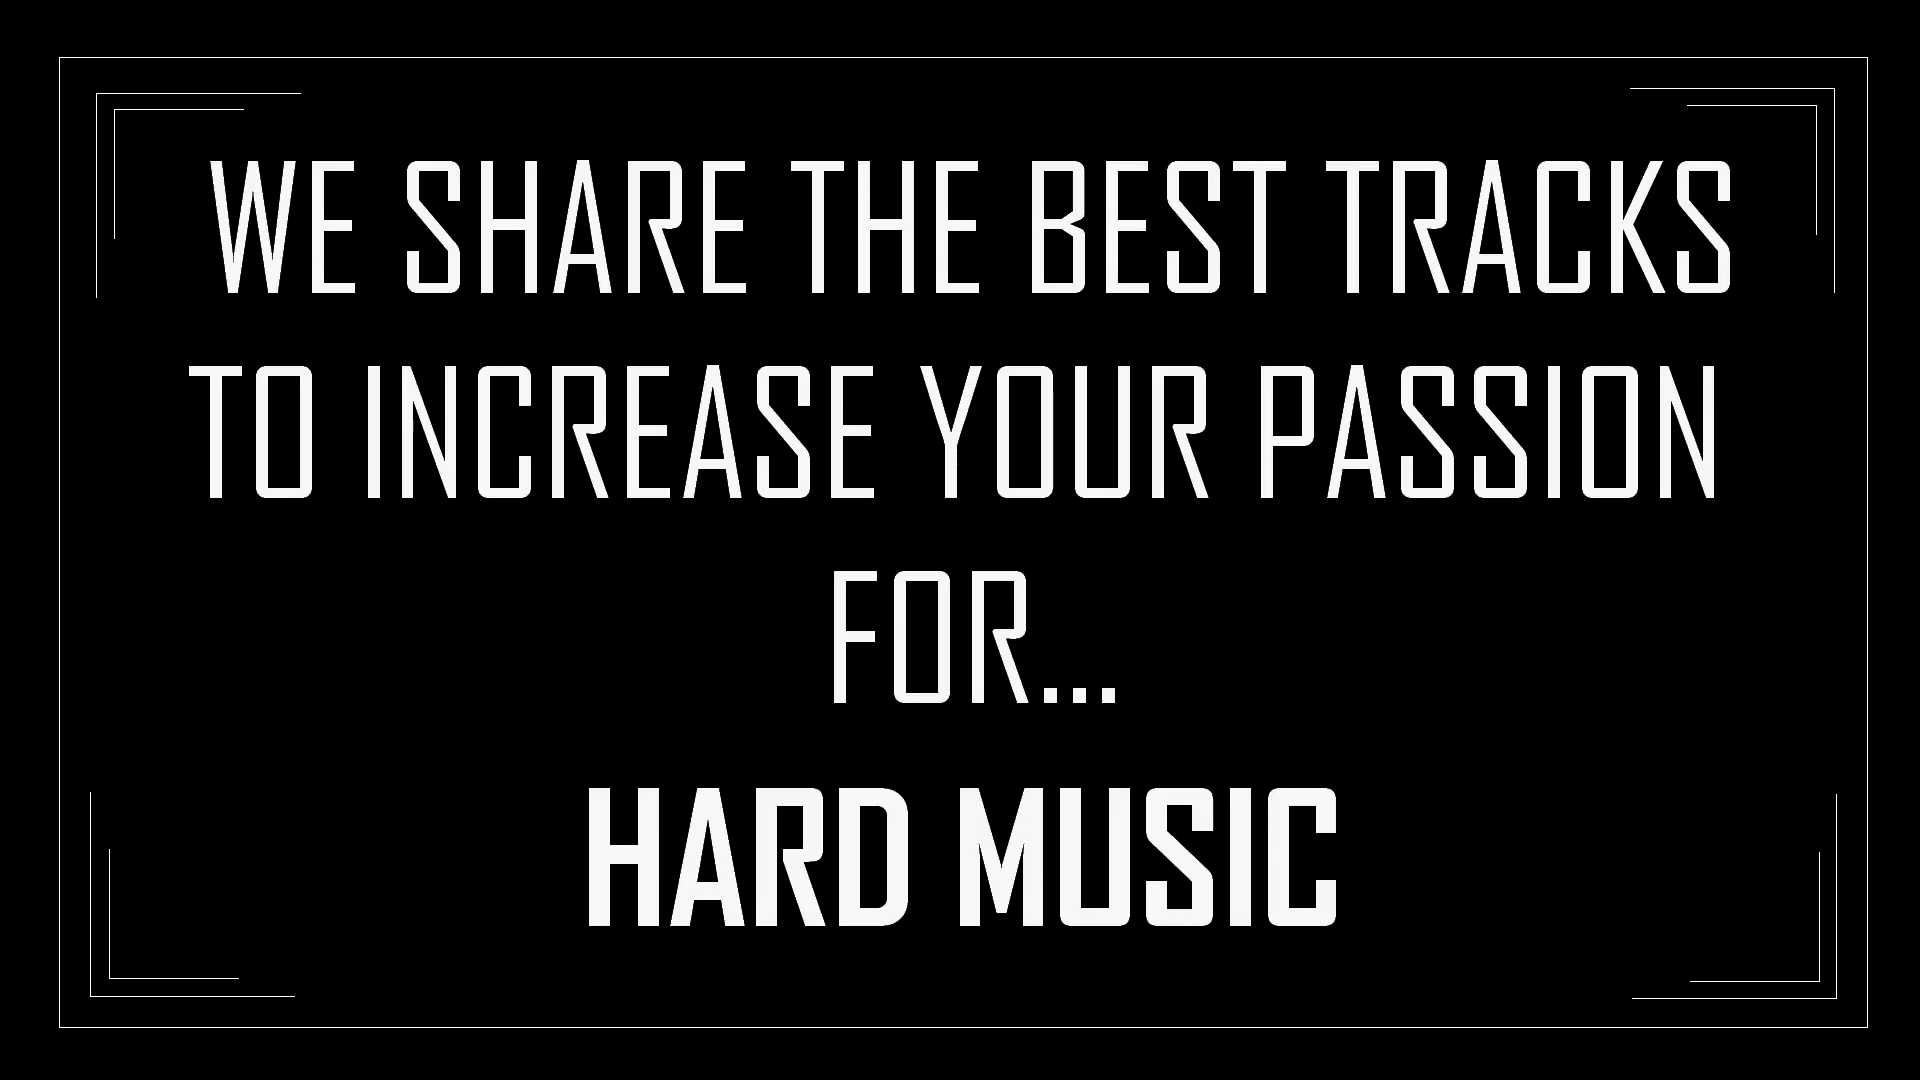 WE SHARE THE BEST TRACKS
TO INCREASE YOUR PASSION
FOR...
HARD MUSIC